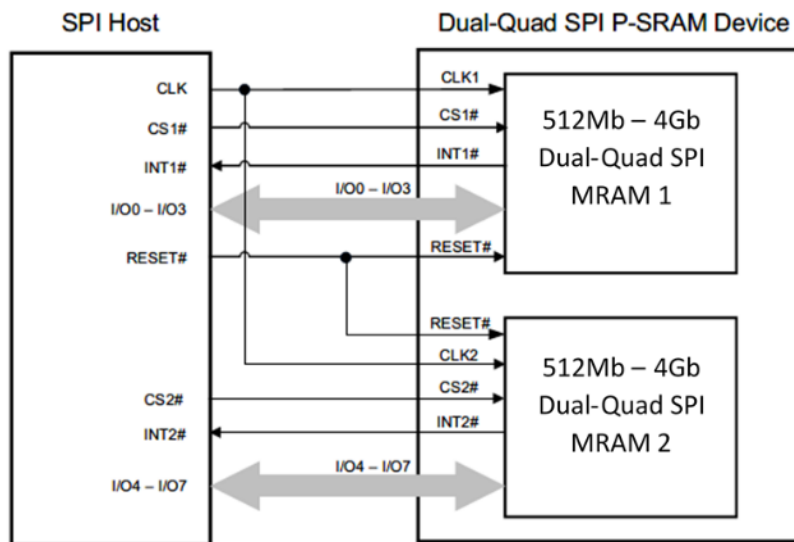 SPI Host
Dual-Quad SPI P-SRAM Device
CLK
CLK1
CS1#
CS1#
INT1#
INT1#
I/O0 – I/O3
I/O0 – I/O3
RESET#
RESET#
512Mb – 4Gb
Dual-Quad SPI
MRAM 1
RESET#
CLK2
CS2#
CS2#
INT2#
INT2#
I/O4 – I/O7
I/O4 – I/O7
512Mb – 4Gb
Dual-Quad SPI
MRAM 2